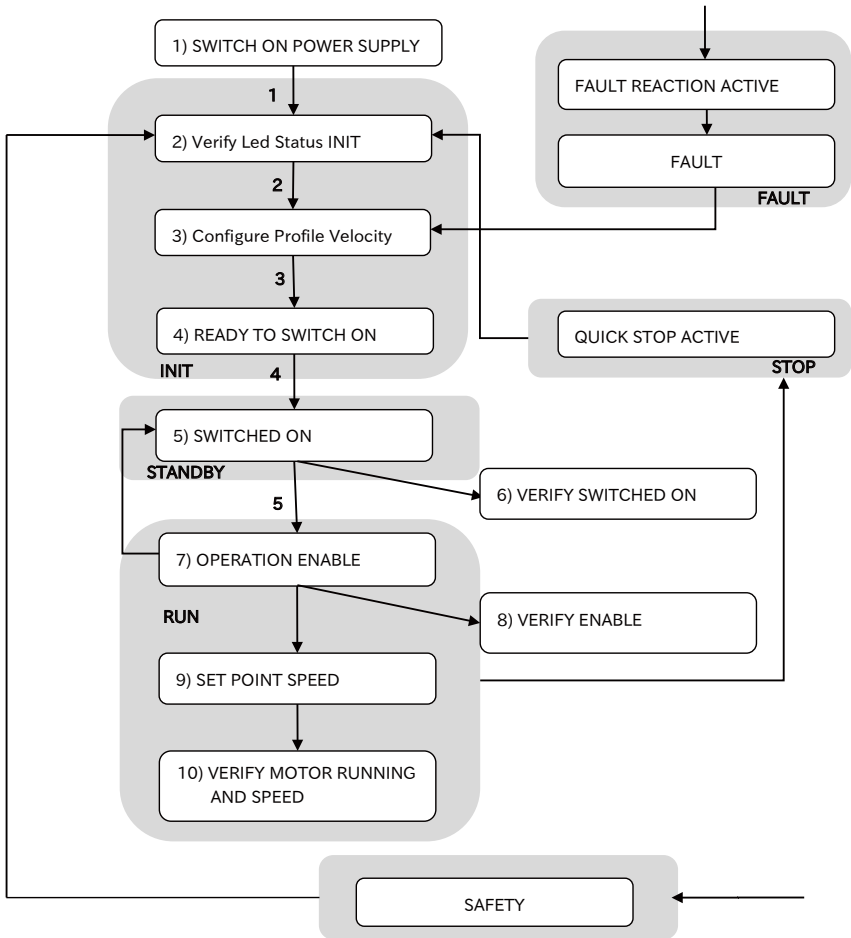 1) SWITCH ON POWER SUPPLY
1
2) Verify Led Status INIT
2
3) Configure Profile Velocity
3
4) READY TO SWITCH ON
INIT
4
5) SWITCHED ON
STANDBY
5
6) VERIFY SWITCHED ON
7) OPERATION ENABLE
RUN
8) VERIFY ENABLE
9) SET POINT SPEED
10) VERIFY MOTOR RUNNING
AND SPEED
FAULT REACTION ACTIVE
FAULT
FAULT
QUICK STOP ACTIVE
STOP
SAFETY